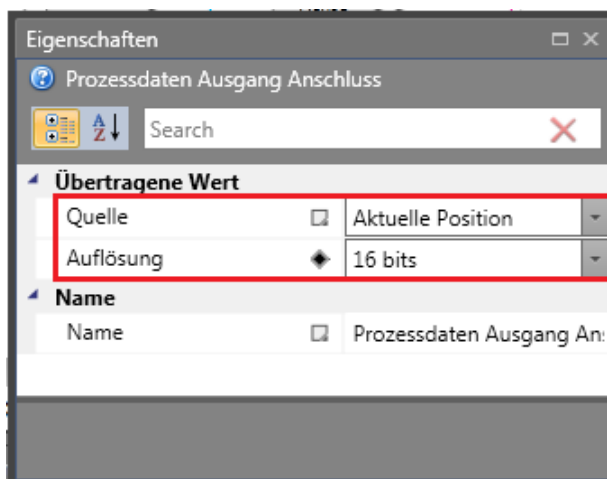 Eigenschaften
Prozessdaten Ausgang Anschluss
Search
Übertragene Wert
Quelle Aktuelle Position
Auflösung 16 bits
Name
Name Prozessdaten Ausgang An